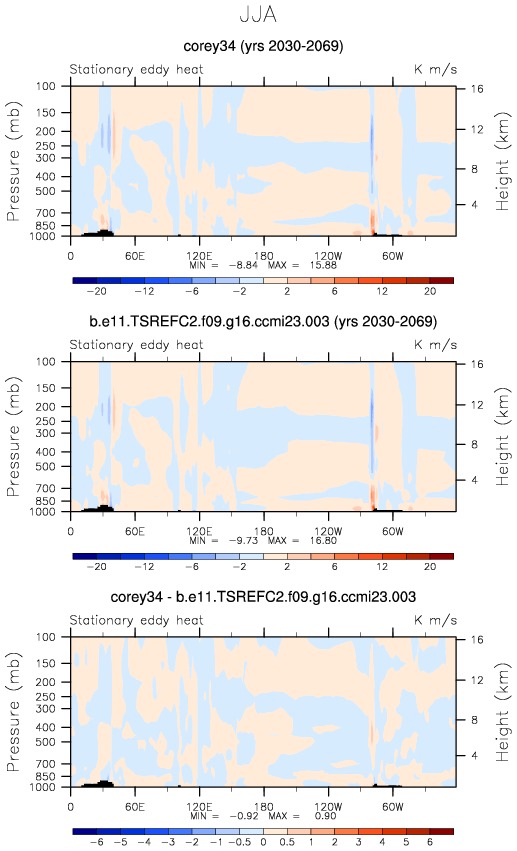 JJA
corey34 (yrs 2030-2069)
Stationary eddy heat K m/s
Pressure (mb)
Height (km)
100
150
200
250
300
400
500
700
850
1000
16
12
8
4
0 60E 120E 180 120W 60W
MIN = -8.84 MAX = 15.88
-20 -12 -6 -2 2 6 12 20
b.e11.TSREFC2.f09.g16.ccmi23.003 (yrs 2030-2069)
Stationary eddy heat K m/s
Pressure (mb)
Height (km)
100
150
200
250
300
400
500
700
850
1000
16
12
8
4
0 60E 120E 180 120W 60W
MIN = -9.73 MAX = 16.80
-20 -12 -6 -2 2 6 12 20
corey34 - b.e11.TSREFC2.f09.g16.ccmi23.003
Stationary eddy heat K m/s
Pressure (mb)
Height (km)
100
150
200
250
300
400
500
700
850
1000
16
12
8
4
0 60E 120E 180 120W 60W
MIN = -0.92 MAX = 0.90
-6 -5 -4 -3 -2 -1 -0.5 0 0.5 1 2 3 4 5 6